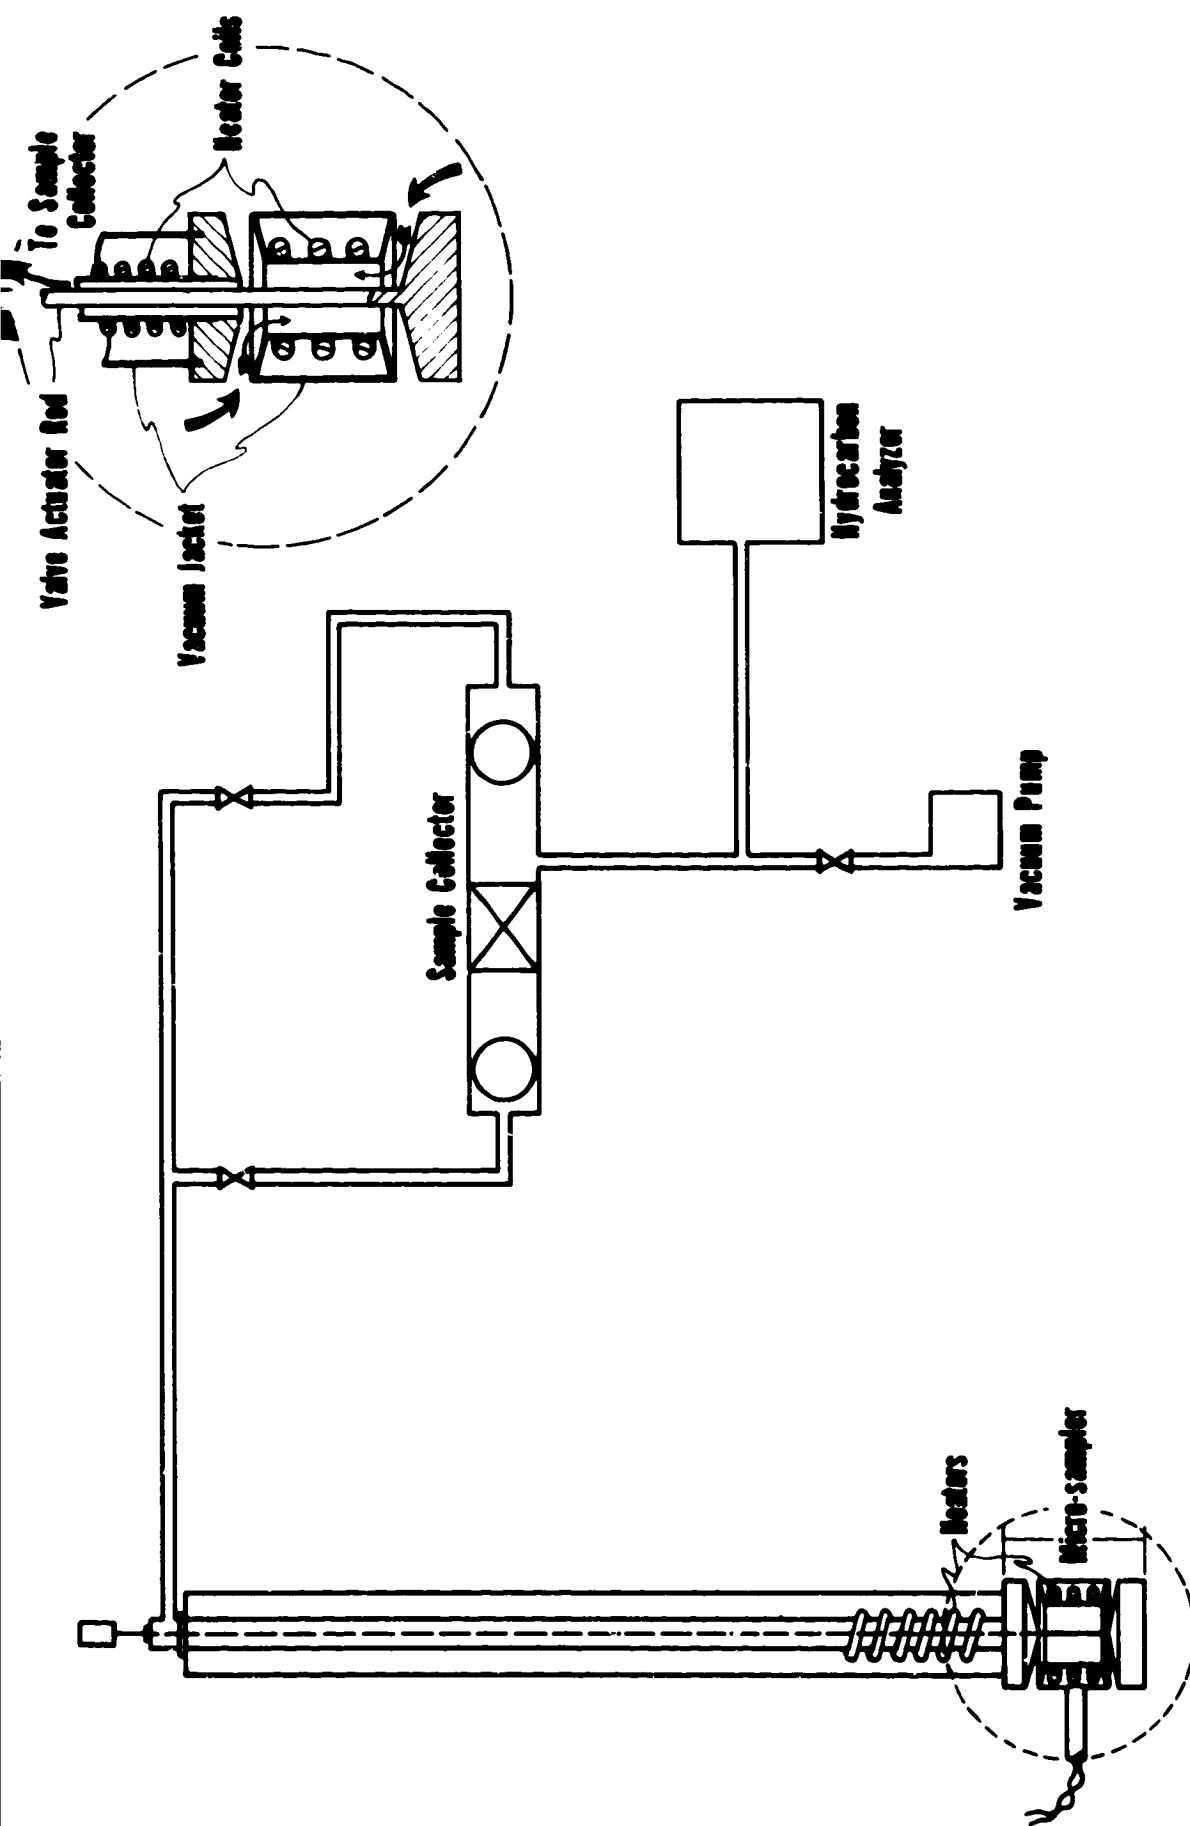 To Sample
Collector
Heater Coils
Valve Actuator Rod
Vacuum Jacket
Hydrocarbon
Analyzer
Sample Collector
Vacuum Pump
Heaters
Micro-sampler